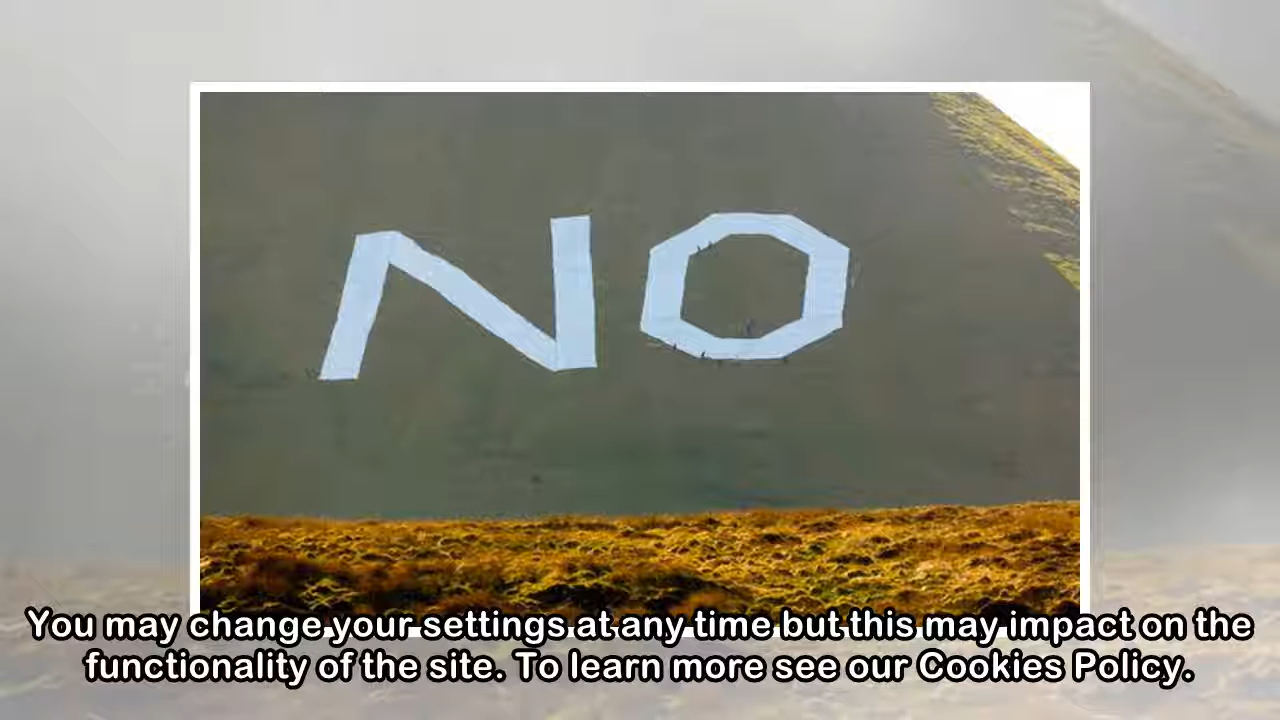 NO
You may change your settings at any time but this may impact on the
functionality of the site. To learn more see our Cookies Policy.